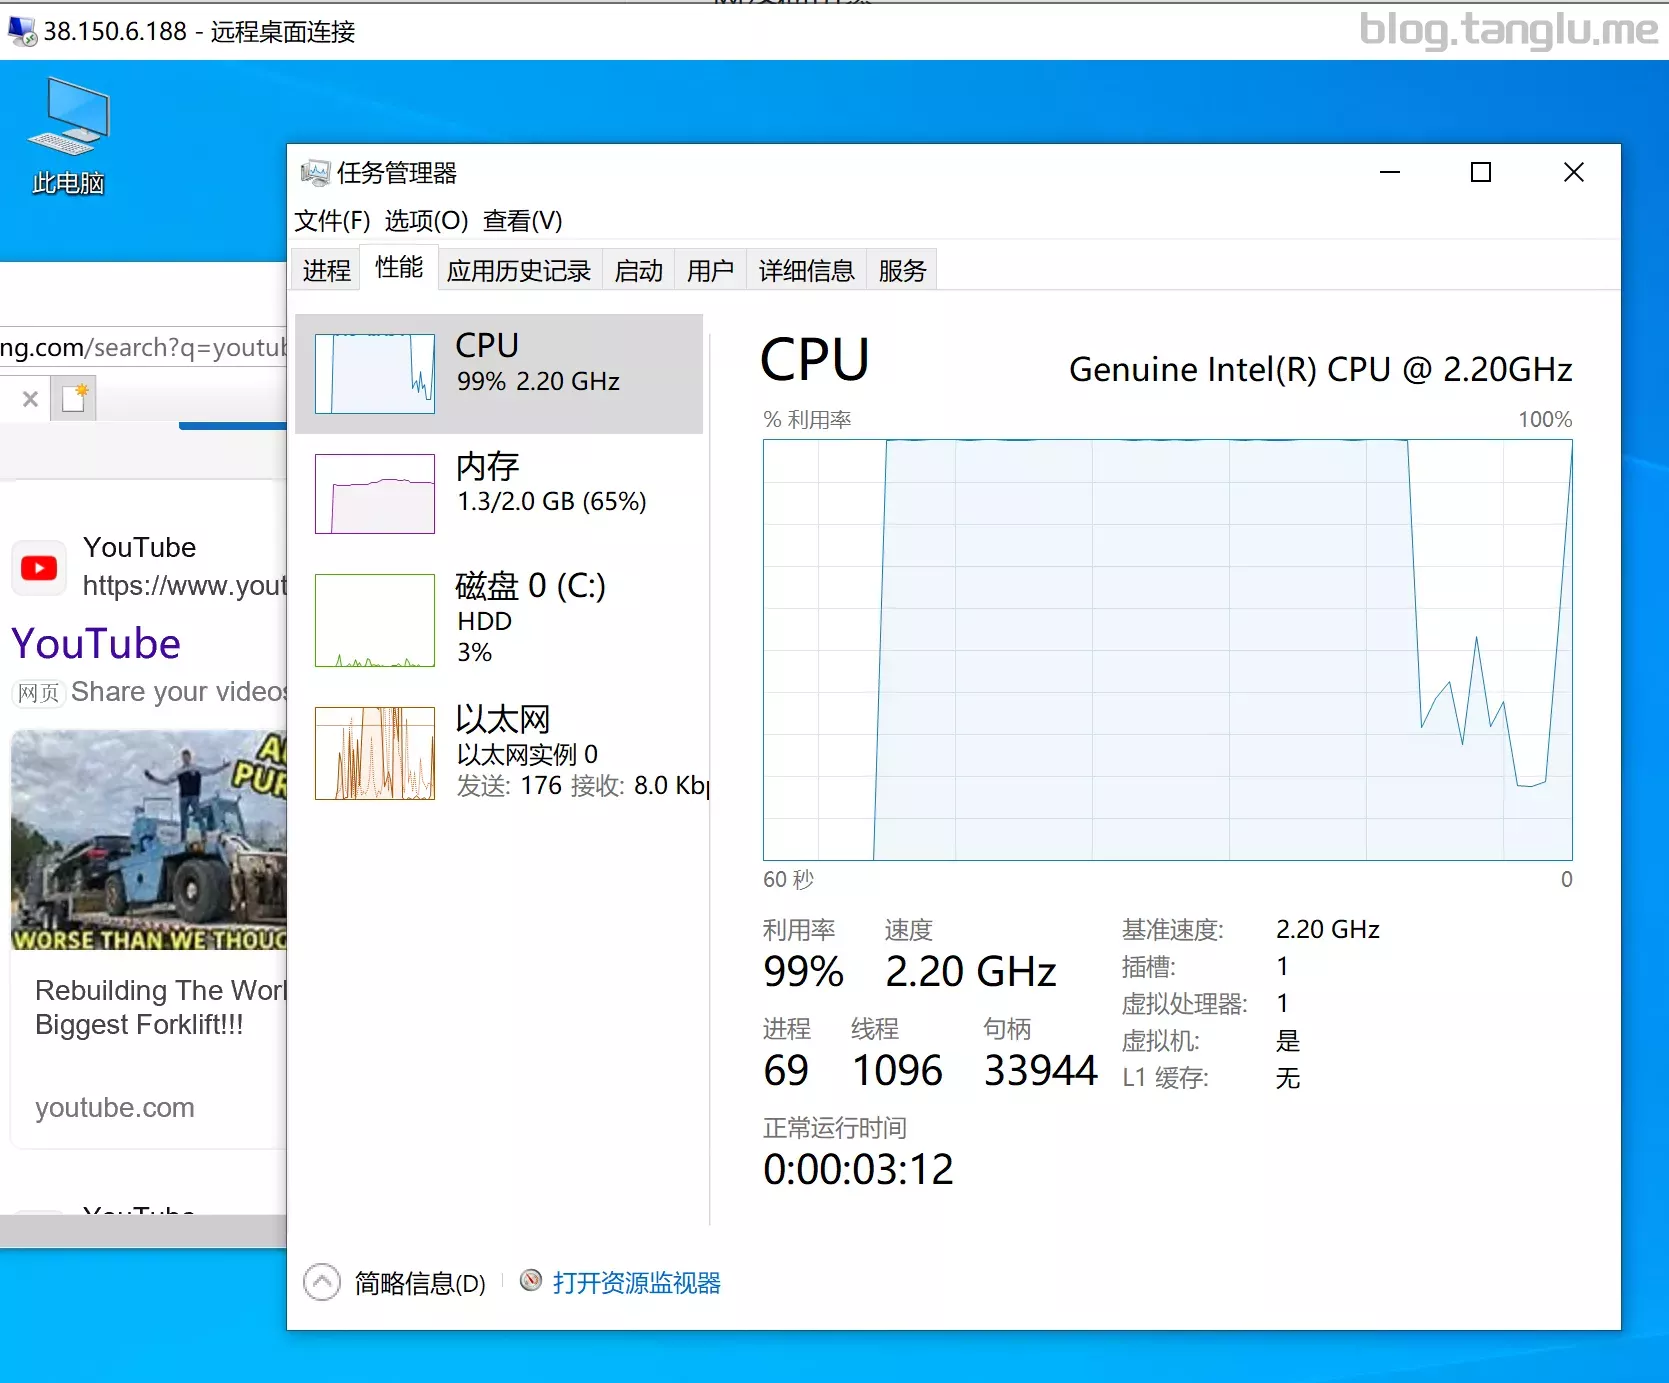 38.150.6.188 - 远程桌面连接
blog.tanglu.me
此电脑
ng.com/search?q=youtub
YouTube
https://www.yout
YouTube
网页 Share your videos
WORSE THAN WE THOUG
Rebuilding The Worl
Biggest Forklift!!!
youtube.com
YouTube
任务管理器
文件(F) 选项(O) 查看(V)
进程 性能 应用历史记录 启动 用户 详细信息 服务
CPU
99% 2.20 GHz
内存
1.3/2.0 GB (65%)
磁盘 0 (C:)
HDD
3%
以太网
以太网实例 0
发送: 176 接收: 8.0 Kbp
CPU
Genuine Intel(R) CPU @ 2.20GHz
% 利用率 100%
60 秒 0
利用率 速度
99% 2.20 GHz
进程 线程 句柄
69 1096 33944
正常运行时间
0:00:03:12
基准速度: 2.20 GHz
插槽: 1
虚拟处理器: 1
虚拟机: 是
L1 缓存: 无
简略信息(D) 打开资源监视器